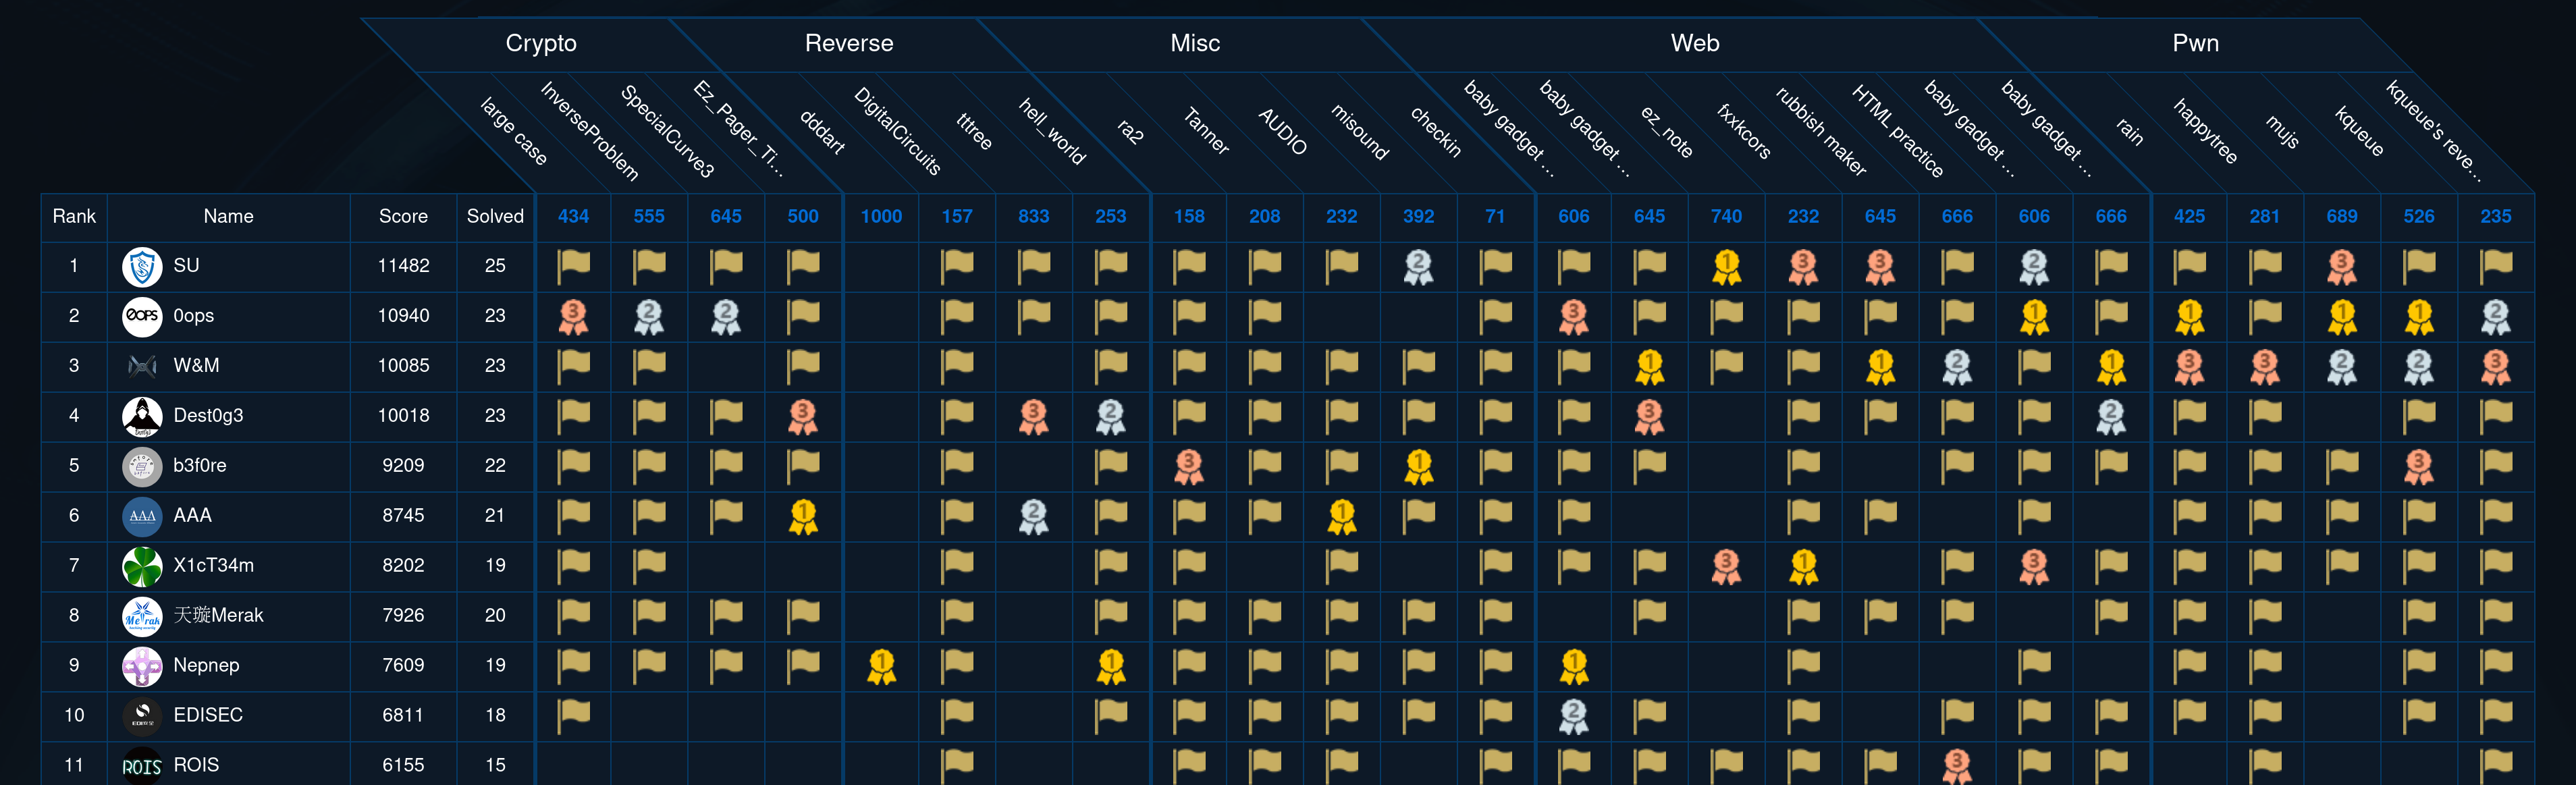 Crypto Reverse Misc Web Pwn
large case InverseProblem SpecialCurve3 Ez_Pager_Ti... dddart DigitalCircuits tttree hell_world ra2 Tanner AUDIO misound checkin baby gadget ... baby gadget ... ez_note fxxkcors rubbish maker HTML practice baby gadget ... baby gadget ... rain happytree mujs kqueue kqueue's reve...
Rank Name Score Solved 434 555 645 500 1000 157 833 253 158 208 232 392 71 606 645 740 232 645 666 606 666 425 281 689 526 235
1 SU 11482 25 2 1 3 3 2 3
2 0ops 0ops 10940 23 3 2 2 3 1 1 1 1 2
3 W&M 10085 23 1 1 2 1 3 3 2 2 3
4 Dest0g3 10018 23 3 3 2 3 2
5 b3f0re 9209 22 3 1 3
6 AAA AAA 8745 21 1 2 1
7 X1cT34m 8202 19 3 1 3
8 Merak 天璇Merak 7926 20
9 Nepnep 7609 19 1 1 1
10 EDISEC 6811 18 2
11 ROIS ROIS 6155 15 3